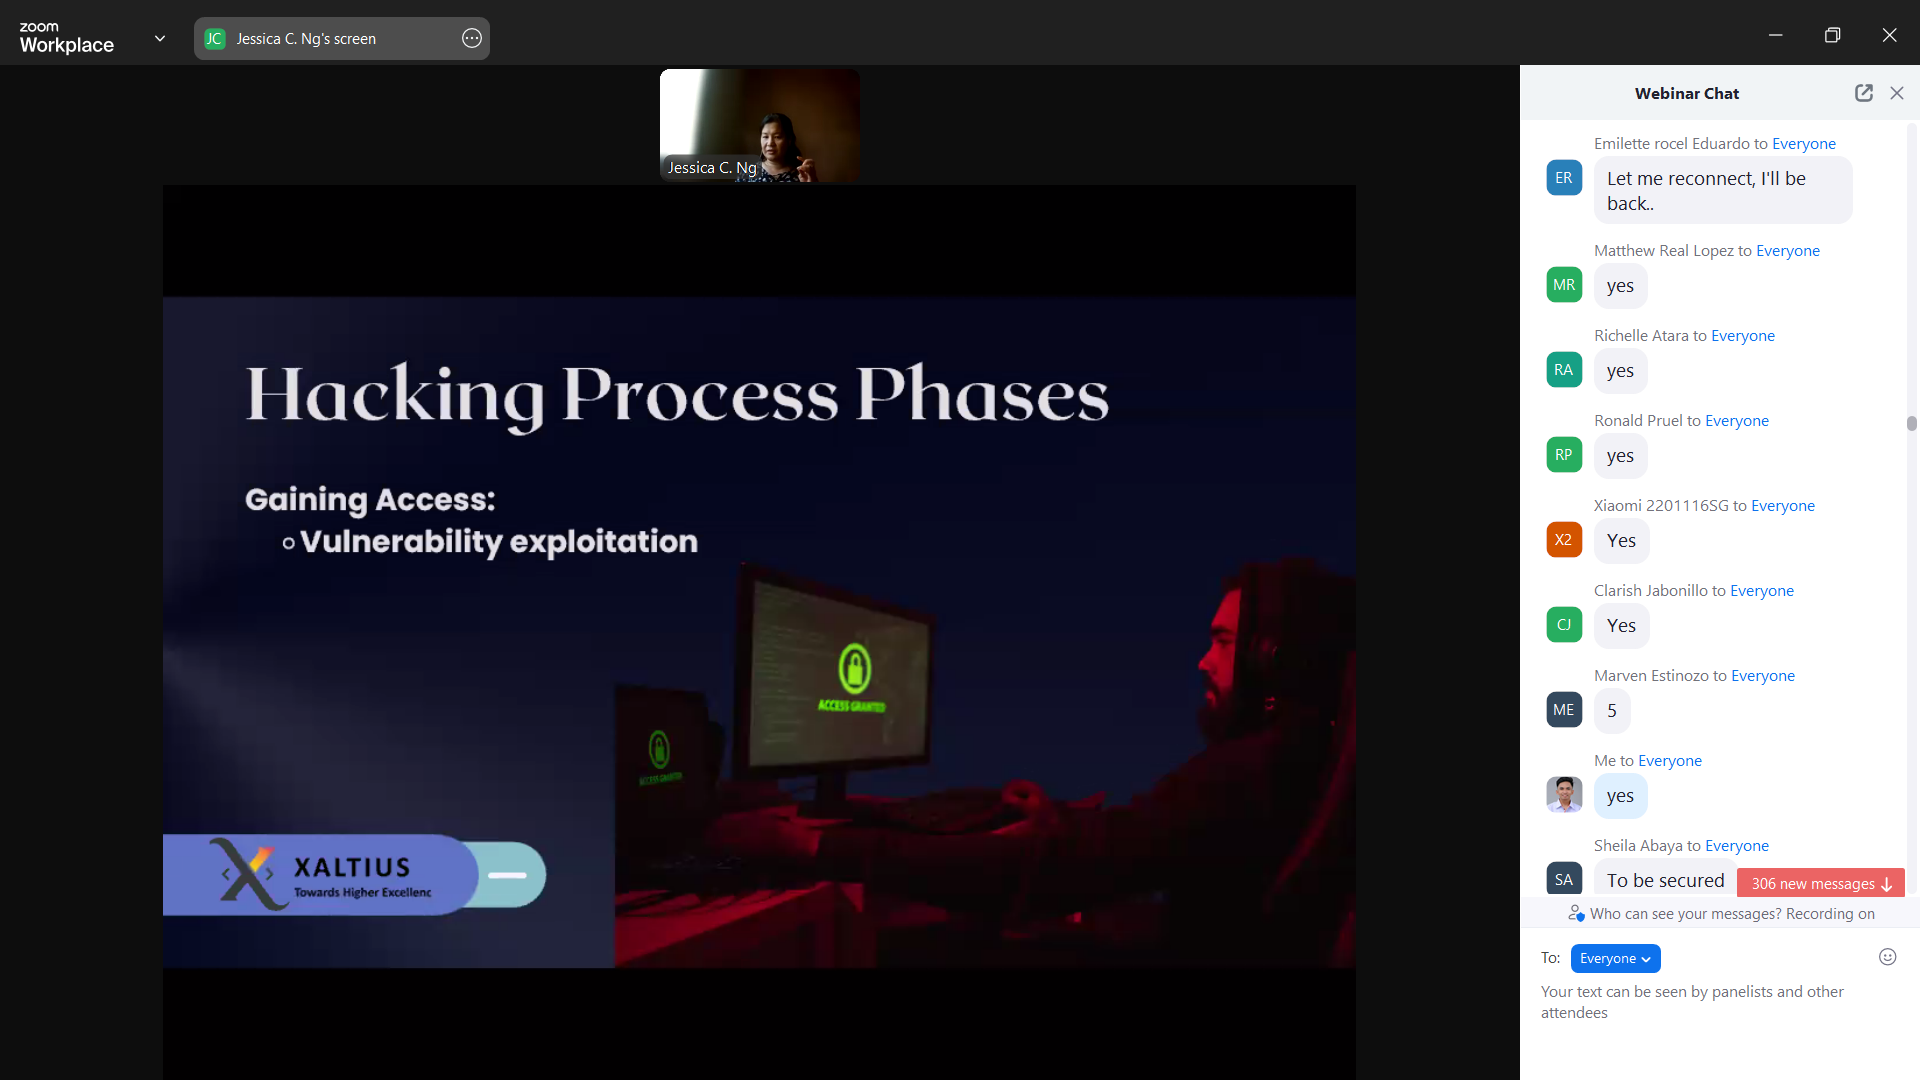 zoom
Workplace
JC Jessica C. Ng's screen
Jessica C. Ng
Hacking Process Phases
Gaining Access:
Vulnerability exploitation
ACCESS GRANTED
ACCESS GRANTED
XALTIUS
Towards Higher Excellenc
Webinar Chat
Emilette rocel Eduardo to Everyone
ER
Let me reconnect, I'll be
back..
Matthew Real Lopez to Everyone
MR
yes
Richelle Atara to Everyone
RA
yes
Ronald Pruel to Everyone
RP
yes
Xiaomi 2201116SG to Everyone
X2
Yes
Clarish Jabonillo to Everyone
CJ
Yes
Marven Estinozo to Everyone
ME
5
Me to Everyone
yes
Sheila Abaya to Everyone
SA
To be secured
306 new messages
Who can see your messages? Recording on
To: Everyone
Your text can be seen by panelists and other
attendees